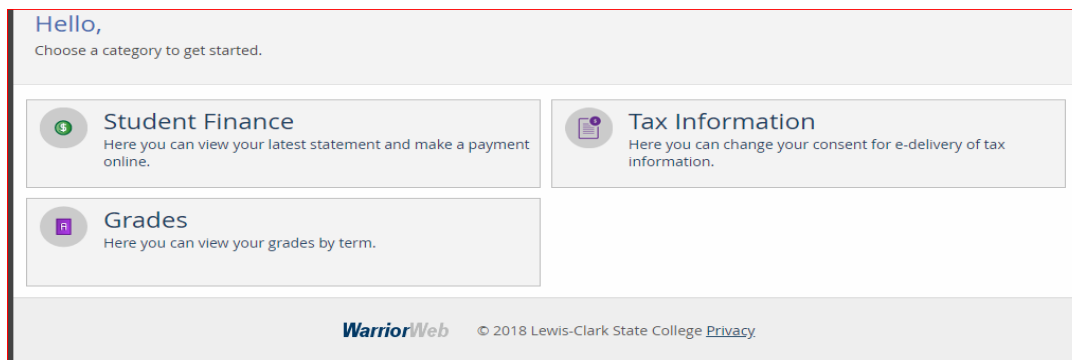 Hello,
Choose a category to get started.
Student Finance
Here you can view your latest statement and make a payment
online.
Tax Information
Here you can change your consent for e-delivery of tax
information.
Grades
Here you can view your grades by term.
WarriorWeb © 2018 Lewis-Clark State College Privacy